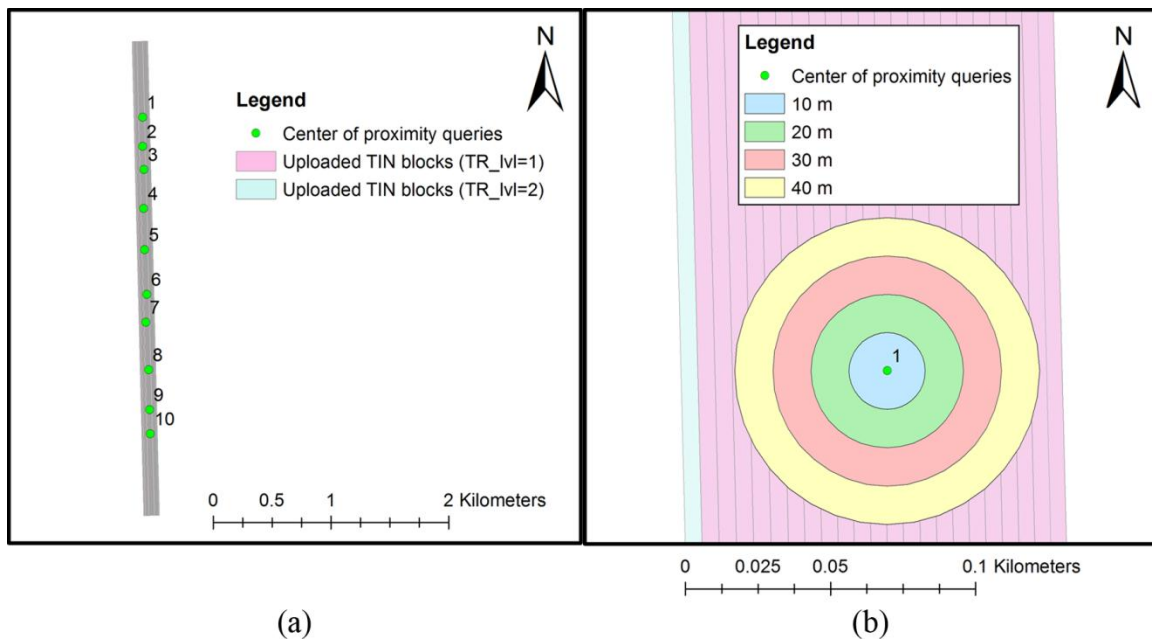 N
1
2
3
4
5
6
7
8
9
10
Legend
Center of proximity queries
Uploaded TIN blocks (TR_lvl=1)
Uploaded TIN blocks (TR_lvl=2)
0 0.5 1 2 Kilometers
(a)
Legend
Center of proximity queries
10 m
20 m
30 m
40 m
N
1
0 0.025 0.05 0.1 Kilometers
(b)